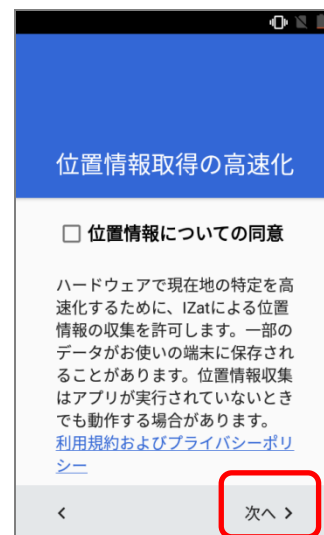 位置情報取得の高速化
位置情報についての同意
ハードウェアで現在地の特定を高
速化するために、IZatによる位置
情報の収集を許可します。一部の
データがお使いの端末に保存され
ることがあります。位置情報収集
はアプリが実行されていないとき
でも動作する場合があります。
利用規約およびプライバシーポリ
シー
次へ